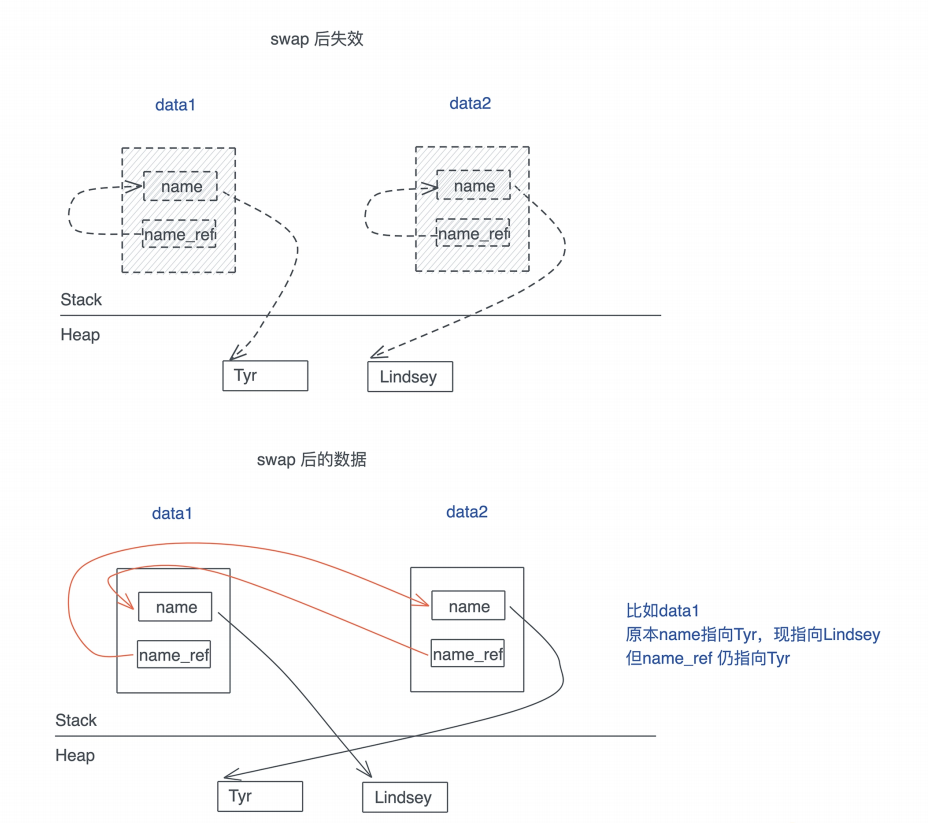 swap 后失效
data1
data2
name
name
name_ref
name_ref
Stack
Heap
Tyr
Lindsey
swap 后的数据
data1
data2
name
name
name_ref
name_ref
比如data1
原本name指向Tyr，现指向Lindsey
但name_ref 仍指向Tyr
Stack
Heap
Tyr
Lindsey